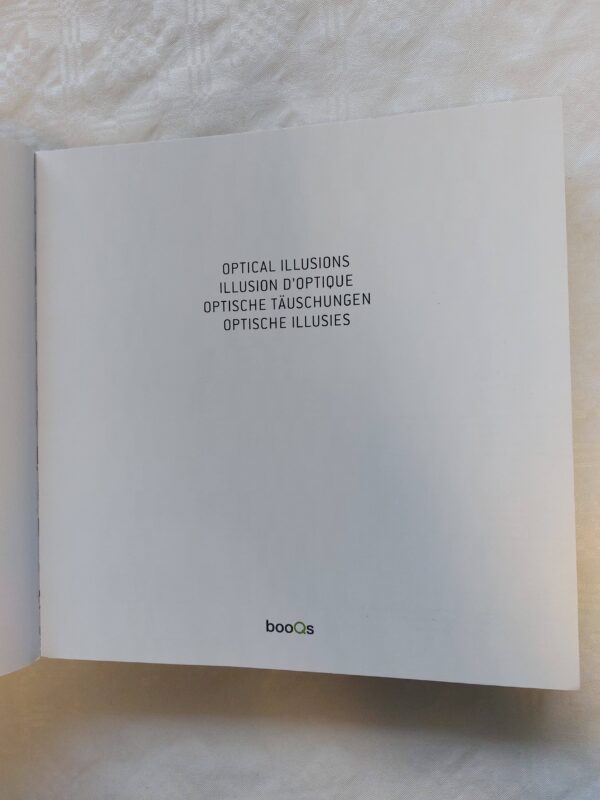 OPTICAL ILLUSIONS
ILLUSION D'OPTIQUE
OPTISCHE TÄUSCHUNGEN
OPTISCHE ILLUSIES
booQs